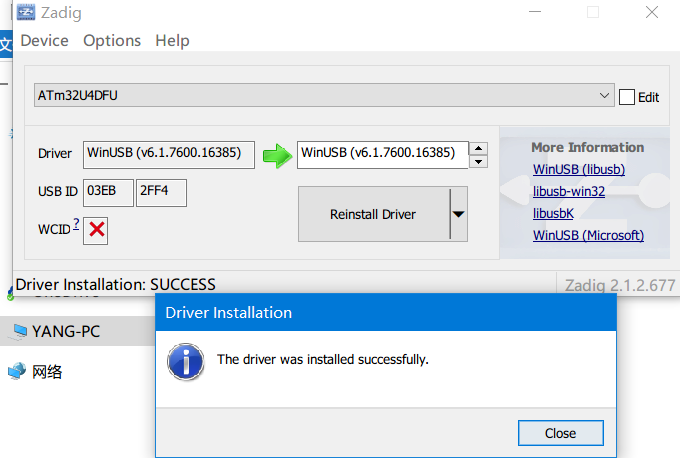 Zadig
Device Options Help
文
ATm32U4DFU
Edit
Driver WinUSB (v6.1.7600.16385) WinUSB (v6.1.7600.16385)
USB ID 03EB 2FF4
WCID ?
Reinstall Driver
More Information
WinUSB (libusb)
libusb-win32
libusbK
WinUSB (Microsoft)
Driver Installation: SUCCESS
Zadig 2.1.2.677
YANG-PC
网络
Driver Installation
The driver was installed successfully.
Close